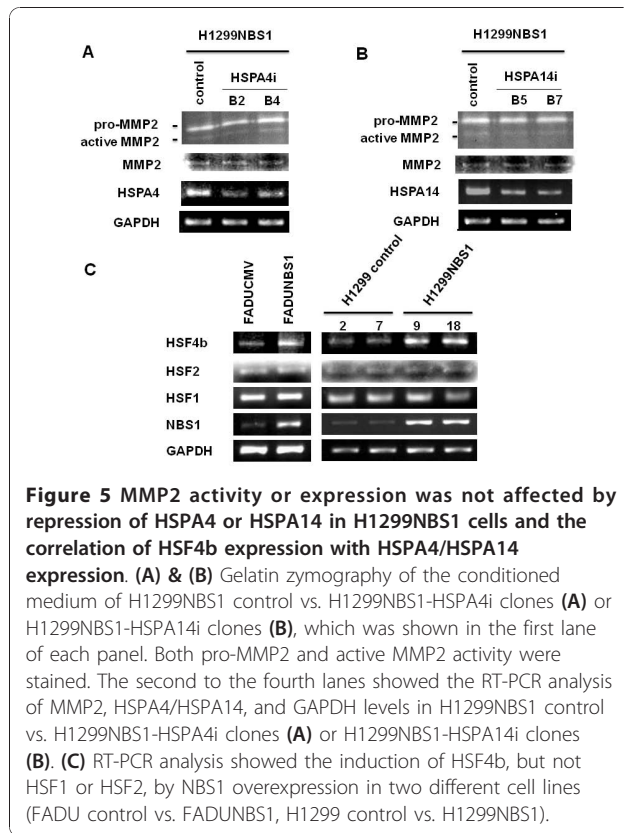 H1299NBS1
H1299NBS1
A
B
control
HSPA4i
control
HSPA14i
B2 B4
B5 B7
pro-MMP2
active MMP2
MMP2
HSPA4
GAPDH
pro-MMP2
active MMP2
MMP2
HSPA14
GAPDH
C
FADUCMV
FADUNBS1
H1299 control
H1299NBS1
2 7 9 18
HSF4b
HSF2
HSF1
NBS1
GAPDH
Figure 5 MMP2 activity or expression was not affected by
repression of HSPA4 or HSPA14 in H1299NBS1 cells and the
correlation of HSF4b expression with HSPA4/HSPA14
expression. (A) & (B) Gelatin zymography of the conditioned
medium of H1299NBS1 control vs. H1299NBS1-HSPA4i clones (A) or
H1299NBS1-HSPA14i clones (B), which was shown in the first lane
of each panel. Both pro-MMP2 and active MMP2 activity were
stained. The second to the fourth lanes showed the RT-PCR analysis
of MMP2, HSPA4/HSPA14, and GAPDH levels in H1299NBS1 control
vs. H1299NBS1-HSPA4i clones (A) or H1299NBS1-HSPA14i clones
(B). (C) RT-PCR analysis showed the induction of HSF4b, but not
HSF1 or HSF2, by NBS1 overexpression in two different cell lines
(FADU control vs. FADUNBS1, H1299 control vs. H1299NBS1).